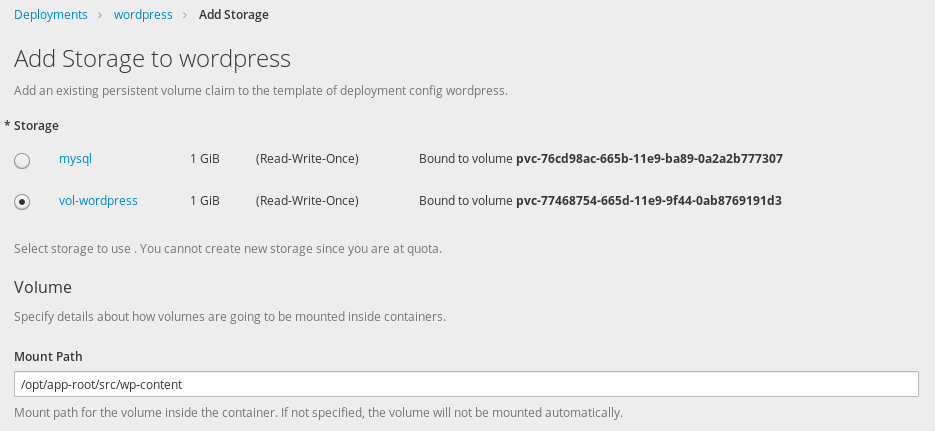 Deployments › wordpress › Add Storage
Add Storage to wordpress
Add an existing persistent volume claim to the template of deployment config wordpress.
* Storage
mysql 1 GiB (Read-Write-Once) Bound to volume pvc-76cd98ac-665b-11e9-ba89-0a2a2b777307
vol-wordpress 1 GiB (Read-Write-Once) Bound to volume pvc-77468754-665d-11e9-9f44-0ab8769191d3
Select storage to use . You cannot create new storage since you are at quota.
Volume
Specify details about how volumes are going to be mounted inside containers.
Mount Path
/opt/app-root/src/wp-content
Mount path for the volume inside the container. If not specified, the volume will not be mounted automatically.